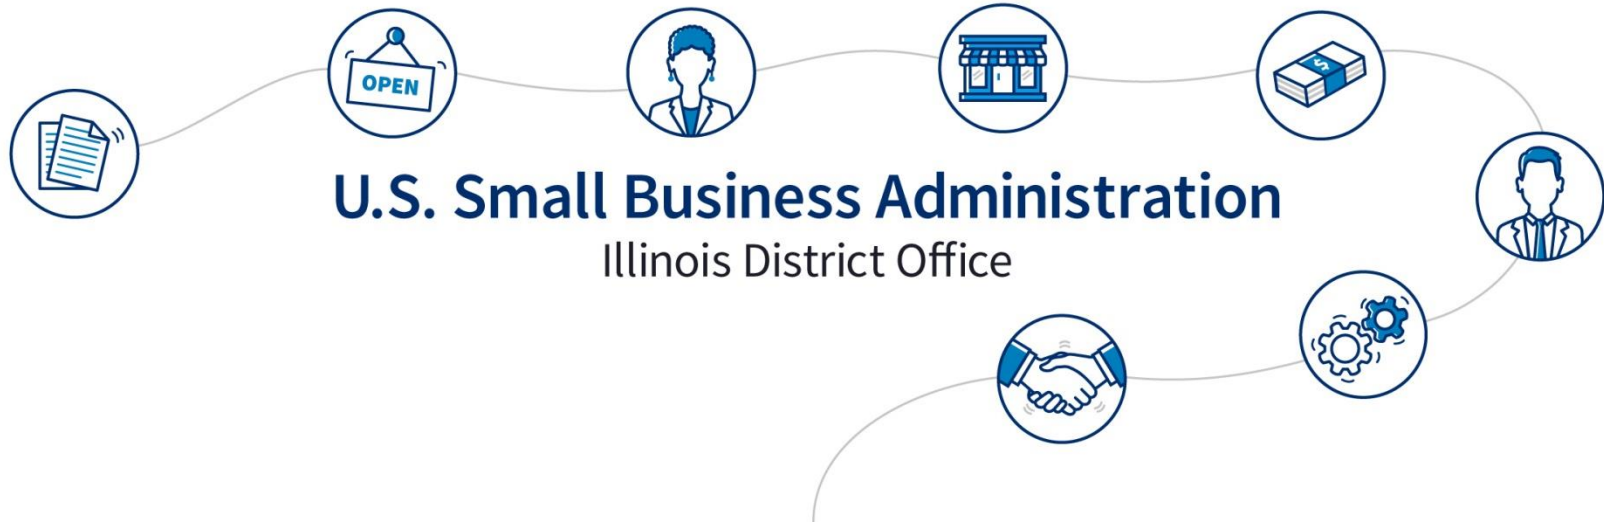 OPEN
$
U.S. Small Business Administration
Illinois District Office